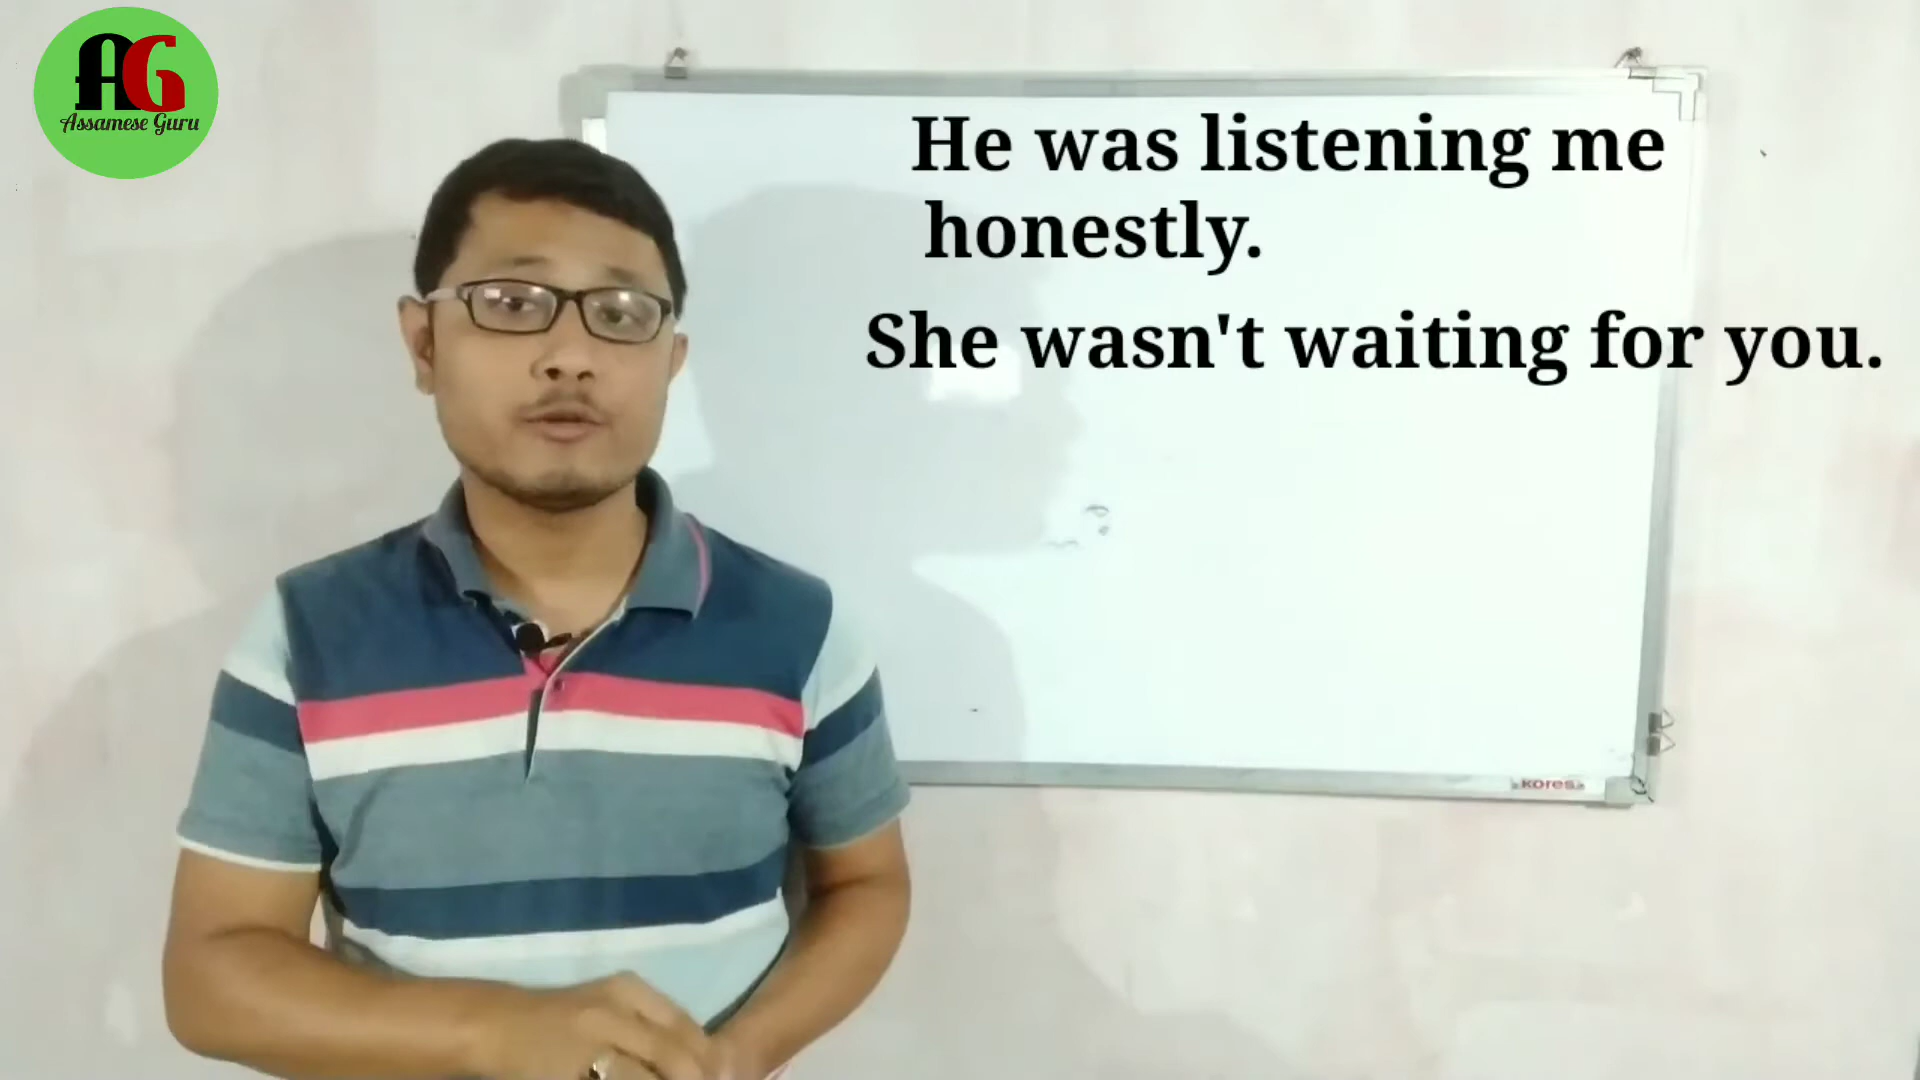 AG
Assamese Guru
He was listening me
honestly.
She wasn't waiting for you.
kores